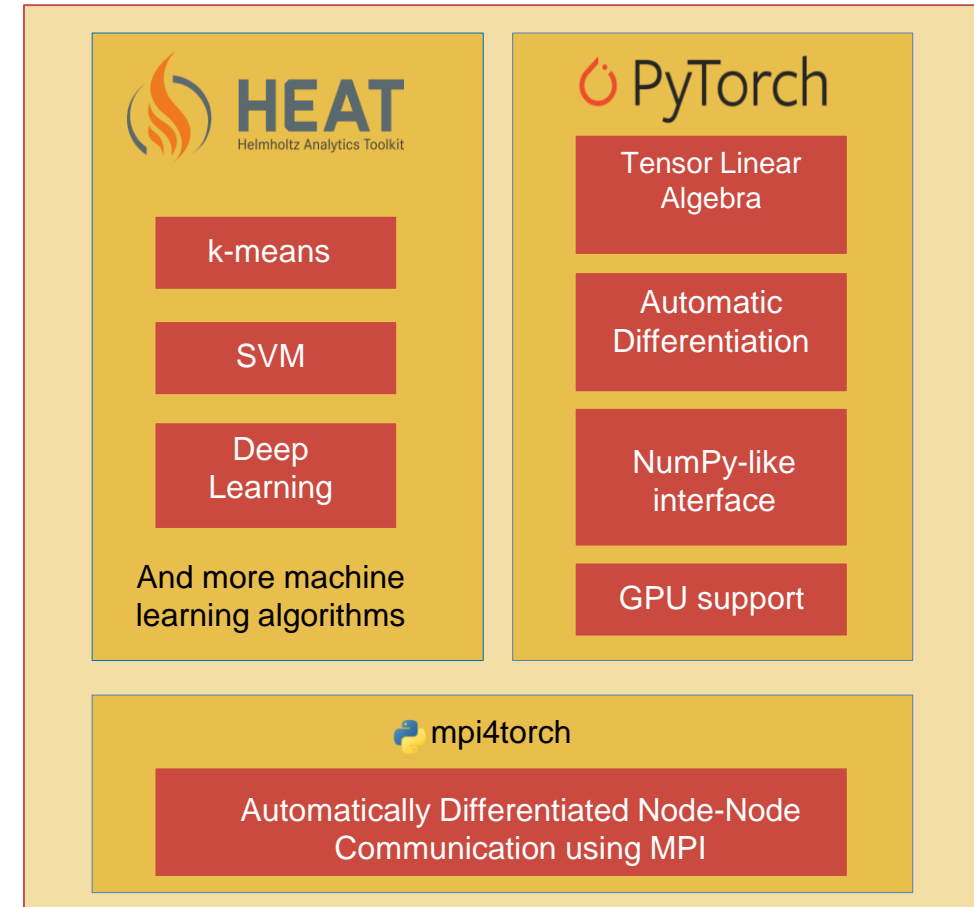 HEAT
Helmholtz Analytics Toolkit
k-means
SVM
Deep
Learning
And more machine
learning algorithms
PyTorch
Tensor Linear
Algebra
Automatic
Differentiation
NumPy-like
interface
GPU support
mpi4torch
Automatically Differentiated Node-Node
Communication using MPI